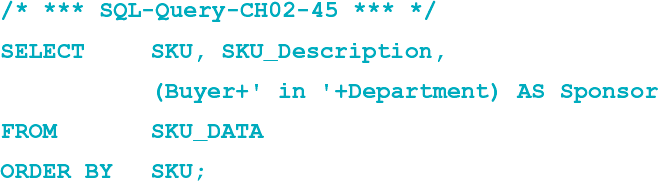 /* *** SQL-Query-CH02-45 *** */
SELECT SKU, SKU_Description,
(Buyer+' in '+Department) AS Sponsor
FROM SKU_DATA
ORDER BY SKU;